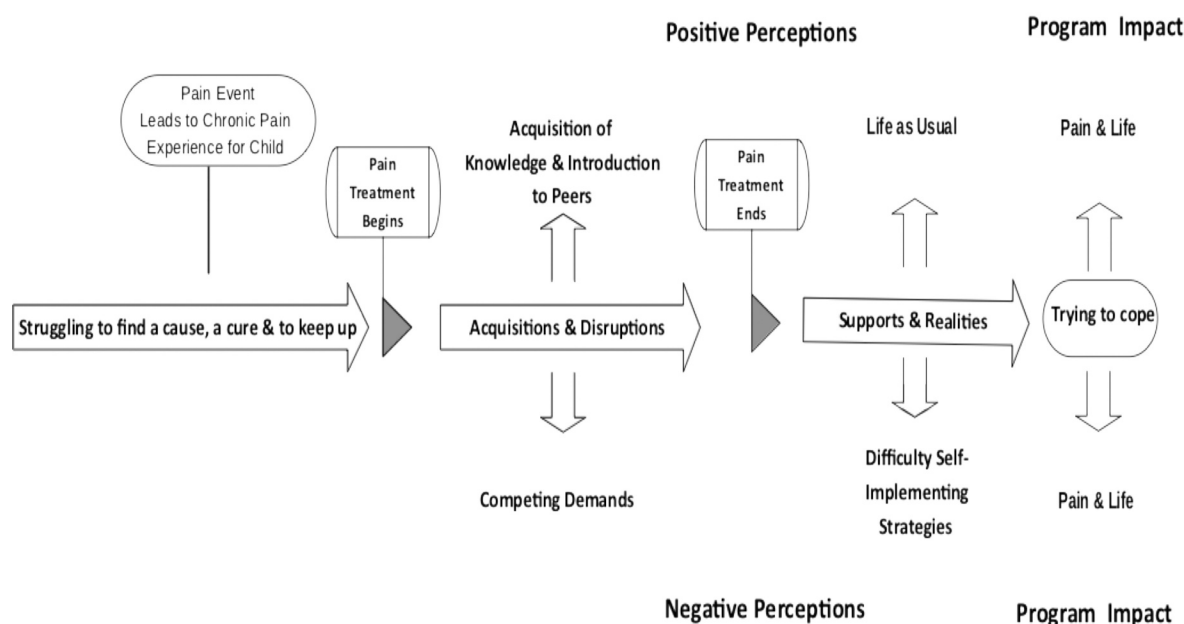 Positive Perceptions
Program Impact
Pain Event
Leads to Chronic Pain
Experience for Child
Pain
Treatment
Begins
Acquisition of
Knowledge & Introduction
to Peers
Pain
Treatment
Ends
Life as Usual
Pain & Life
Struggling to find a cause, a cure & to keep up
Acquisitions & Disruptions
Supports & Realities
Trying to cope
Competing Demands
Difficulty Self-
Implementing
Strategies
Pain & Life
Negative Perceptions
Program Impact